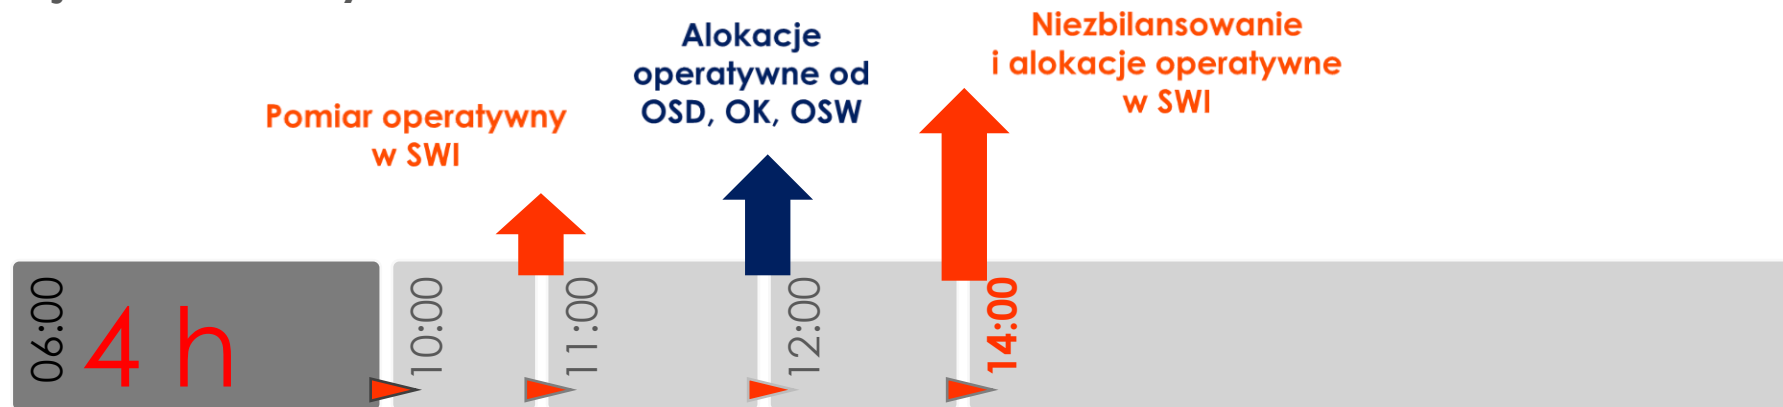 Pomiar operatywny
w SWI
Alokacje
operatywne od
OSD, OK, OSW
Niezbilansowanie
i alokacje operatywne
w SWI
06:00
4 h
10:00
11:00
12:00
14:00